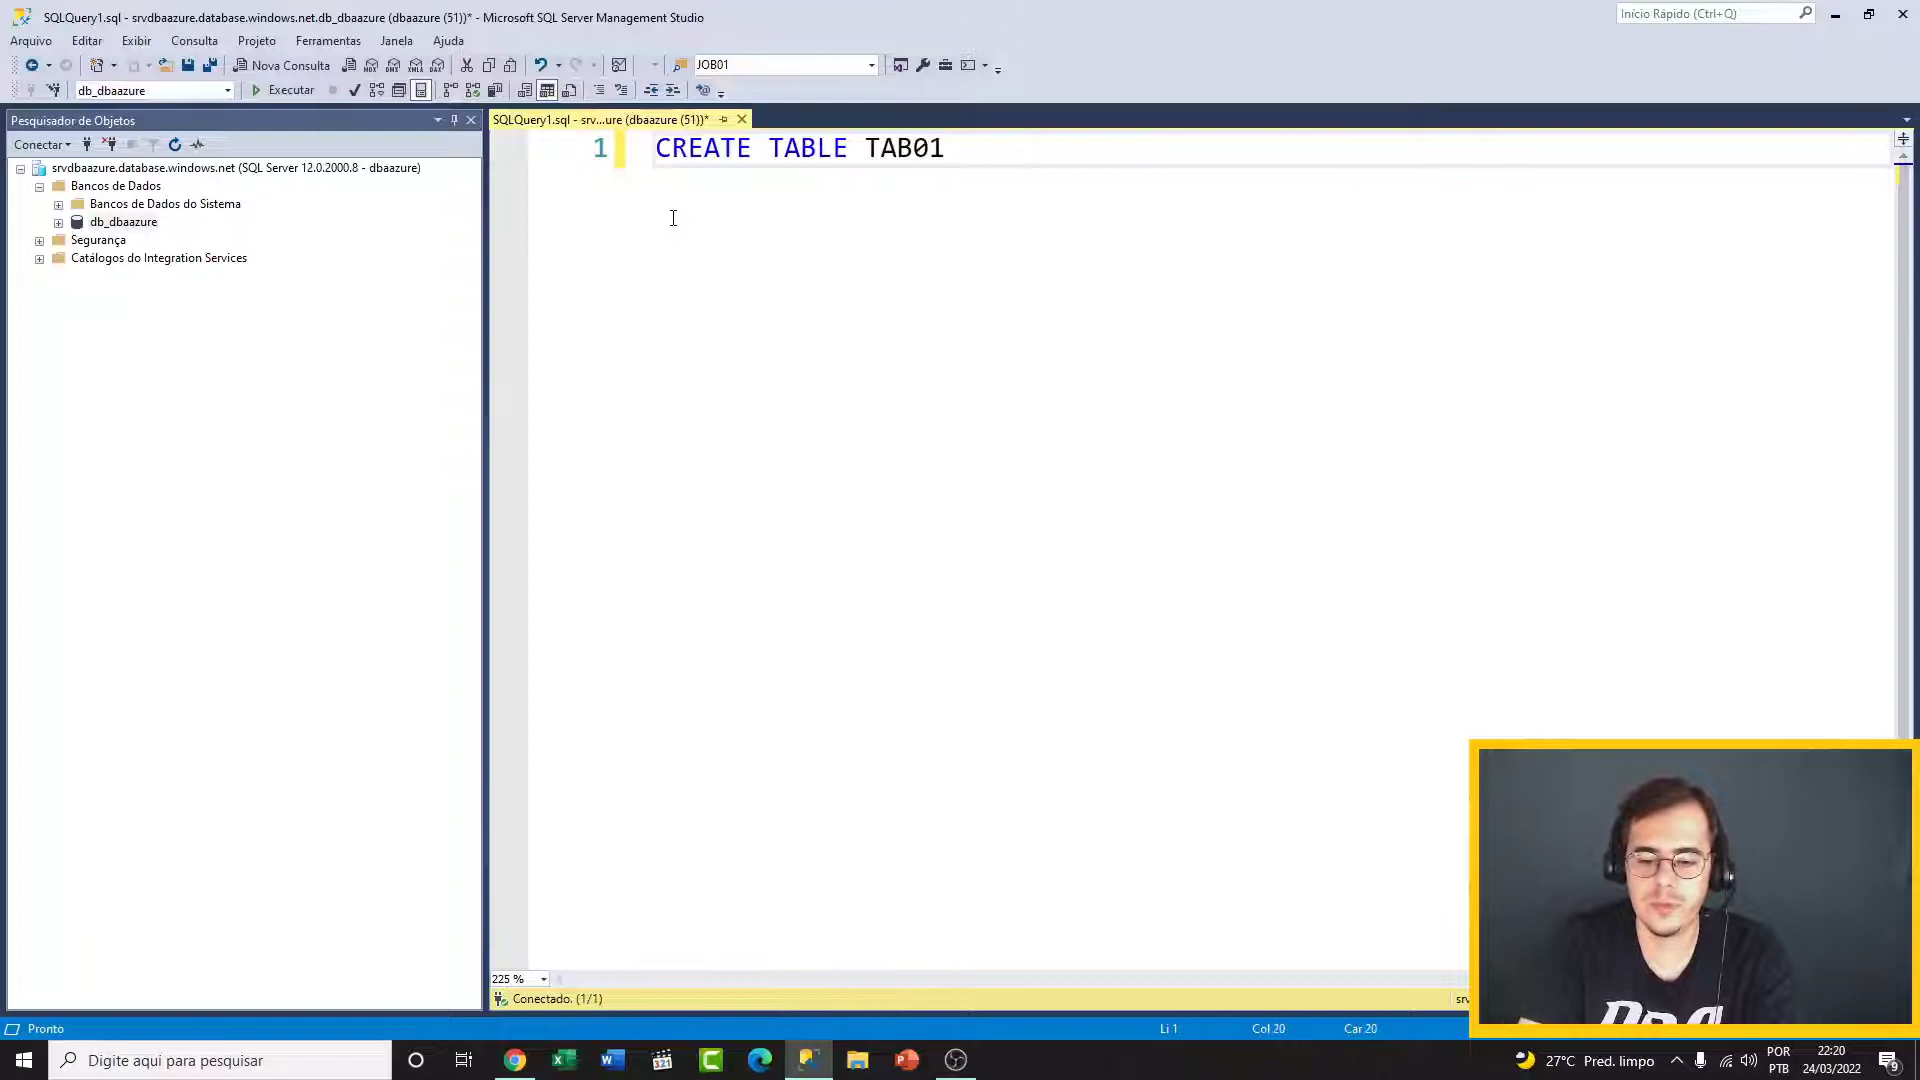 SQLQuery1.sql - srvdbaazure.database.windows.net.db_dbaazure (dbaazure (51))* - Microsoft SQL Server Management Studio
Início Rápido (Ctrl+Q)
Arquivo Editar Exibir Consulta Projeto Ferramentas Janela Ajuda
Nova Consulta JOB01
db_dbaazure Executar
Pesquisador de Objetos
SQLQuery1.sql - srv...ure (dbaazure (51))*
Conectar
1 CREATE TABLE TAB01
srvdbaazure.database.windows.net (SQL Server 12.0.2000.8 - dbaazure)
Bancos de Dados
Bancos de Dados do Sistema
db_dbaazure
Segurança
Catálogos do Integration Services
225 %
Conectado. (1/1)
Pronto
Li 1 Col 20 Car 20
Digite aqui para pesquisar
27°C Pred. limpo
POR
PTB
22:20
24/03/2022
9